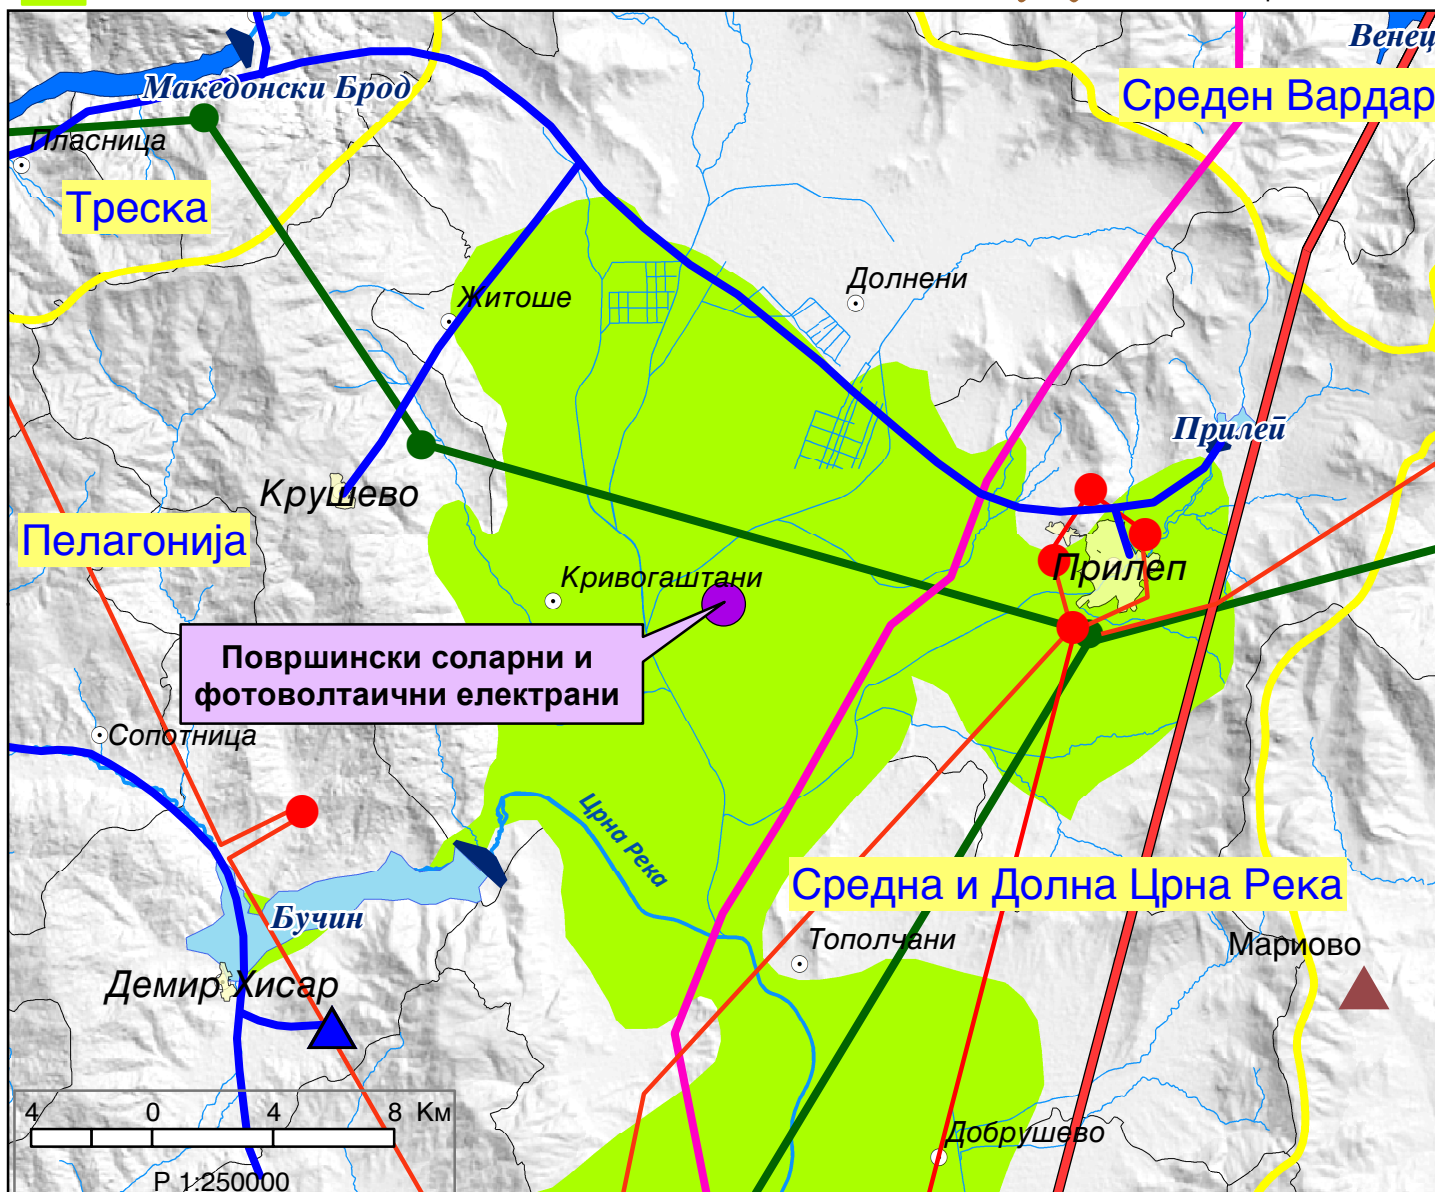 Венец
Македонски Брод
Среден Вардар
Пласница
Треска
Долнени
Житоше
Прилеп
Крушево
Пелагонија
Прилеп
Кривогаштани
Површински соларни и
фотоволтаични електрани
Сопотница
Црна Река
Средна и Долна Црна Река
Бучин
Тополчани
Мариово
Демир Хисар
4 0 4 8 Км
Добрушево
Р 1:250000